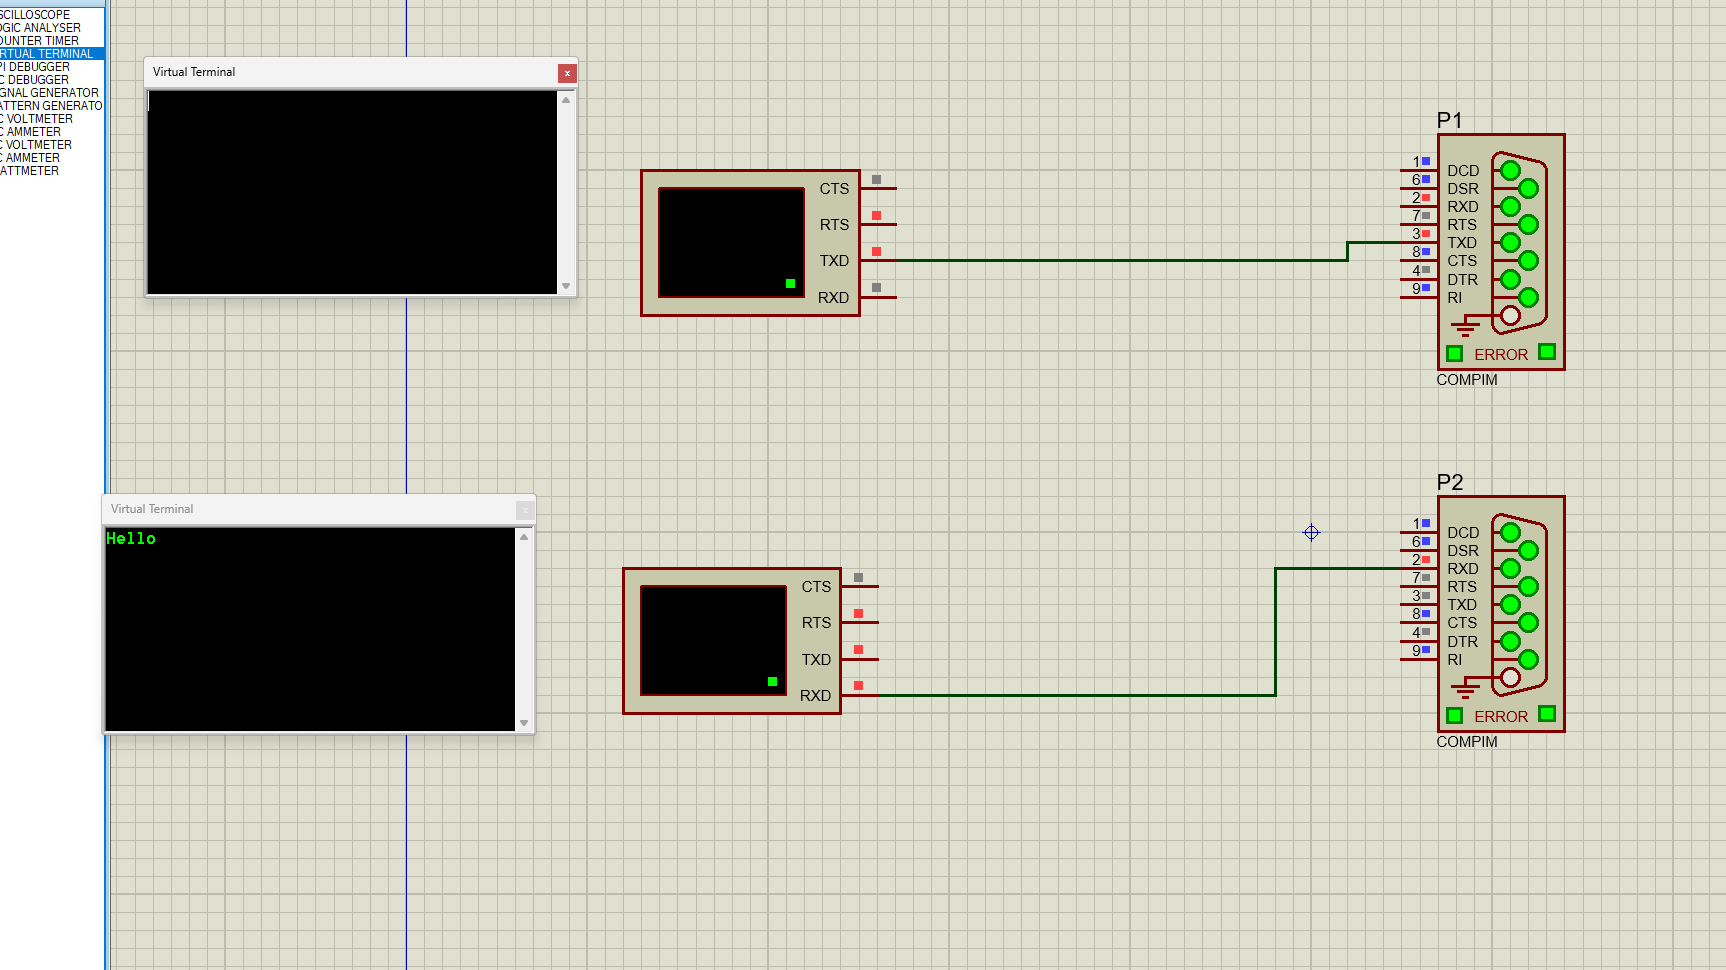 SCILLOSCOPE
OGIC ANALYSER
OUNTER TIMER
RTUAL TERMINAL
PI DEBUGGER
C DEBUGGER
GNAL GENERATOR
ATTERN GENERATO
C VOLTMETER
C AMMETER
C VOLTMETER
C AMMETER
ATTMETER
Virtual Terminal
x
CTS
RTS
TXD
RXD
P1
1 DCD
6 DSR
2 RXD
7 RTS
3 TXD
8 CTS
4 DTR
9 RI
ERROR
COMPIM
Virtual Terminal
x
Hello
CTS
RTS
TXD
RXD
P2
1 DCD
6 DSR
2 RXD
7 RTS
3 TXD
8 CTS
4 DTR
9 RI
ERROR
COMPIM